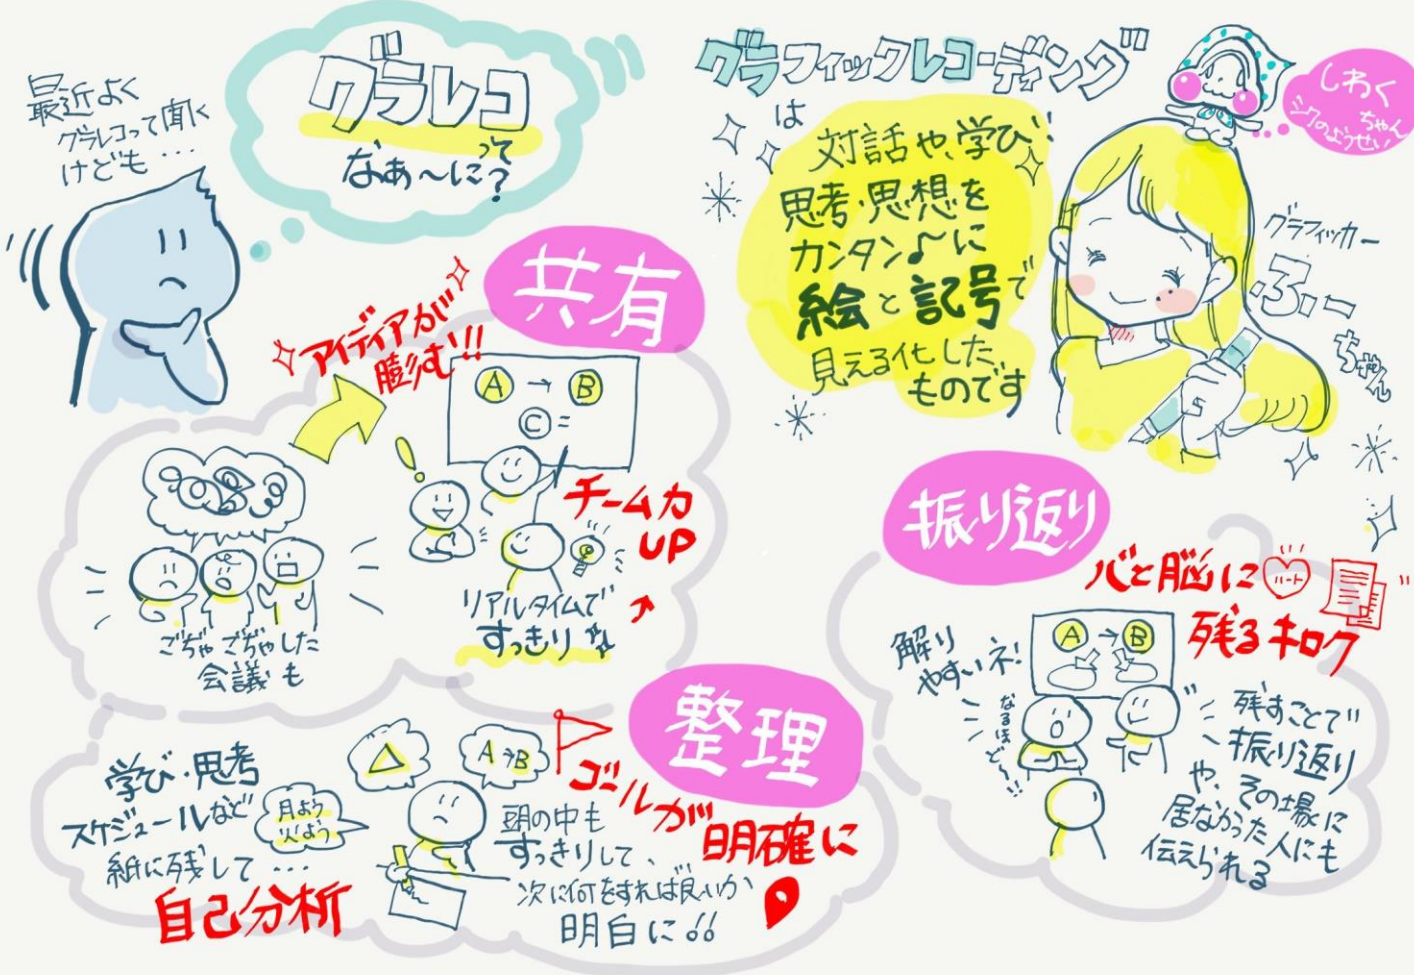 最近よく
グラレコって聞く
けども…
グラレコ
って
なあ〜に?
グラフィックレコーディング
は
対話や、学び
思考・思想を
カンタン♪に
絵と記号で
見える化した
ものです
しわく
ちゃん
シワのようせい
グラフィッカー
ふぃー
ちゃん
共有
アイディアが
膨らむ!!
A → B
C =
チーム力
UP
リアルタイムで
すっきり
ごちゃごちゃした
会議も
整理
学び・思考
スケジュールなど
紙に残して…
自己分析
月よう
火よう
A→B
ゴールが
明確に
頭の中も
すっきりして、
次に何をすれば良いか
明白に!!
振り返り
心と脳に
ハート
残るキロク
解り
やすいネ!
なるほど〜!!
A → B
残すことで
振り返り
や、その場に
居なかった人にも
伝えられる